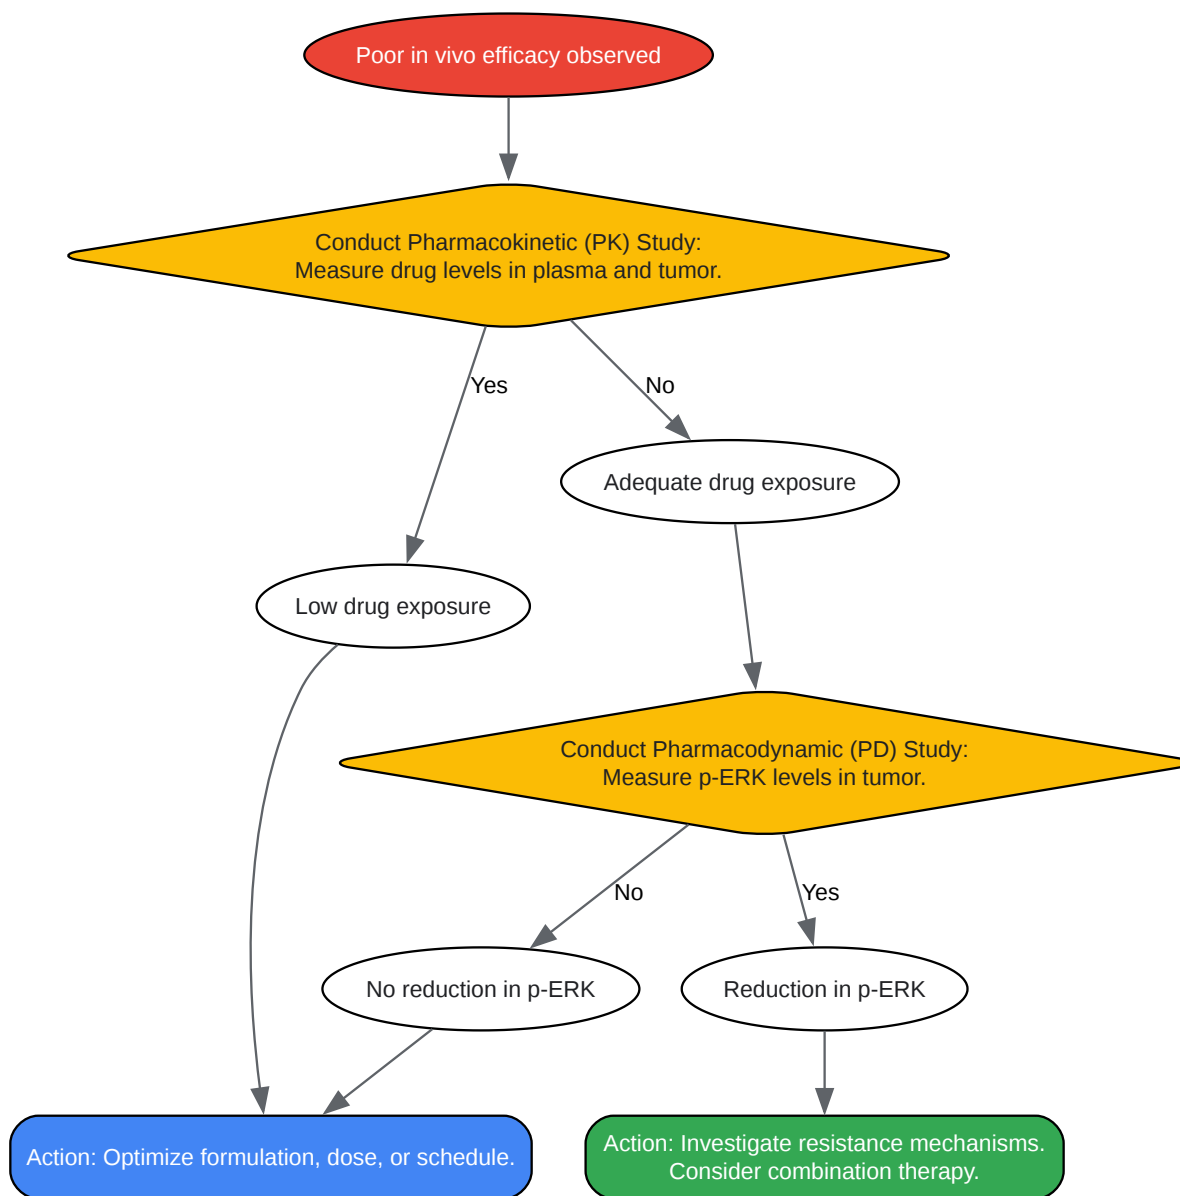 Poor in vivo efficacy observed
Conduct Pharmacokinetic (PK) Study:
Measure drug levels in plasma and tumor.
Yes
No
Adequate drug exposure
Low drug exposure
Conduct Pharmacodynamic (PD) Study:
Measure p-ERK levels in tumor.
No
Yes
No reduction in p-ERK
Reduction in p-ERK
Action: Optimize formulation, dose, or schedule.
Action: Investigate resistance mechanisms.
Consider combination therapy.